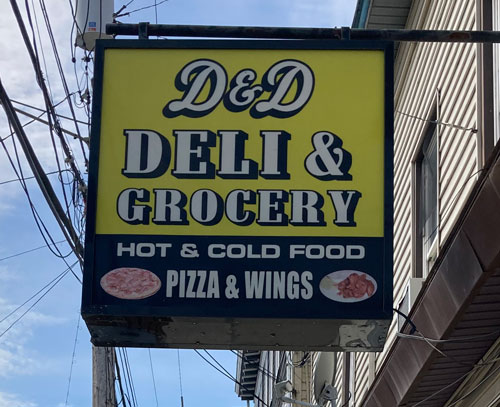 D&D
DELI &
GROCERY
HOT & COLD FOOD
PIZZA & WINGS